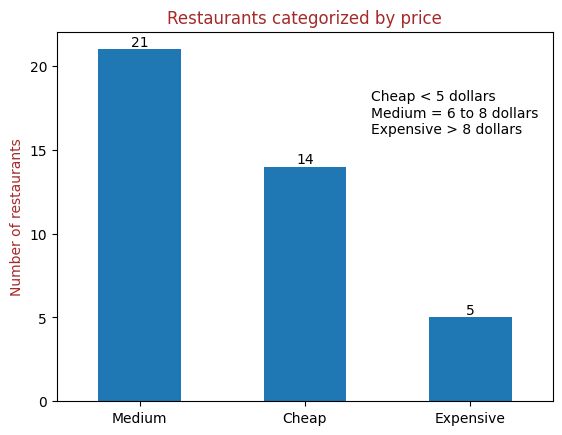 Restaurants categorized by price
21
20
Cheap < 5 dollars
Medium = 6 to 8 dollars
Expensive > 8 dollars
15
14
Number of restaurants
10
5
5
0
Medium
Cheap
Expensive